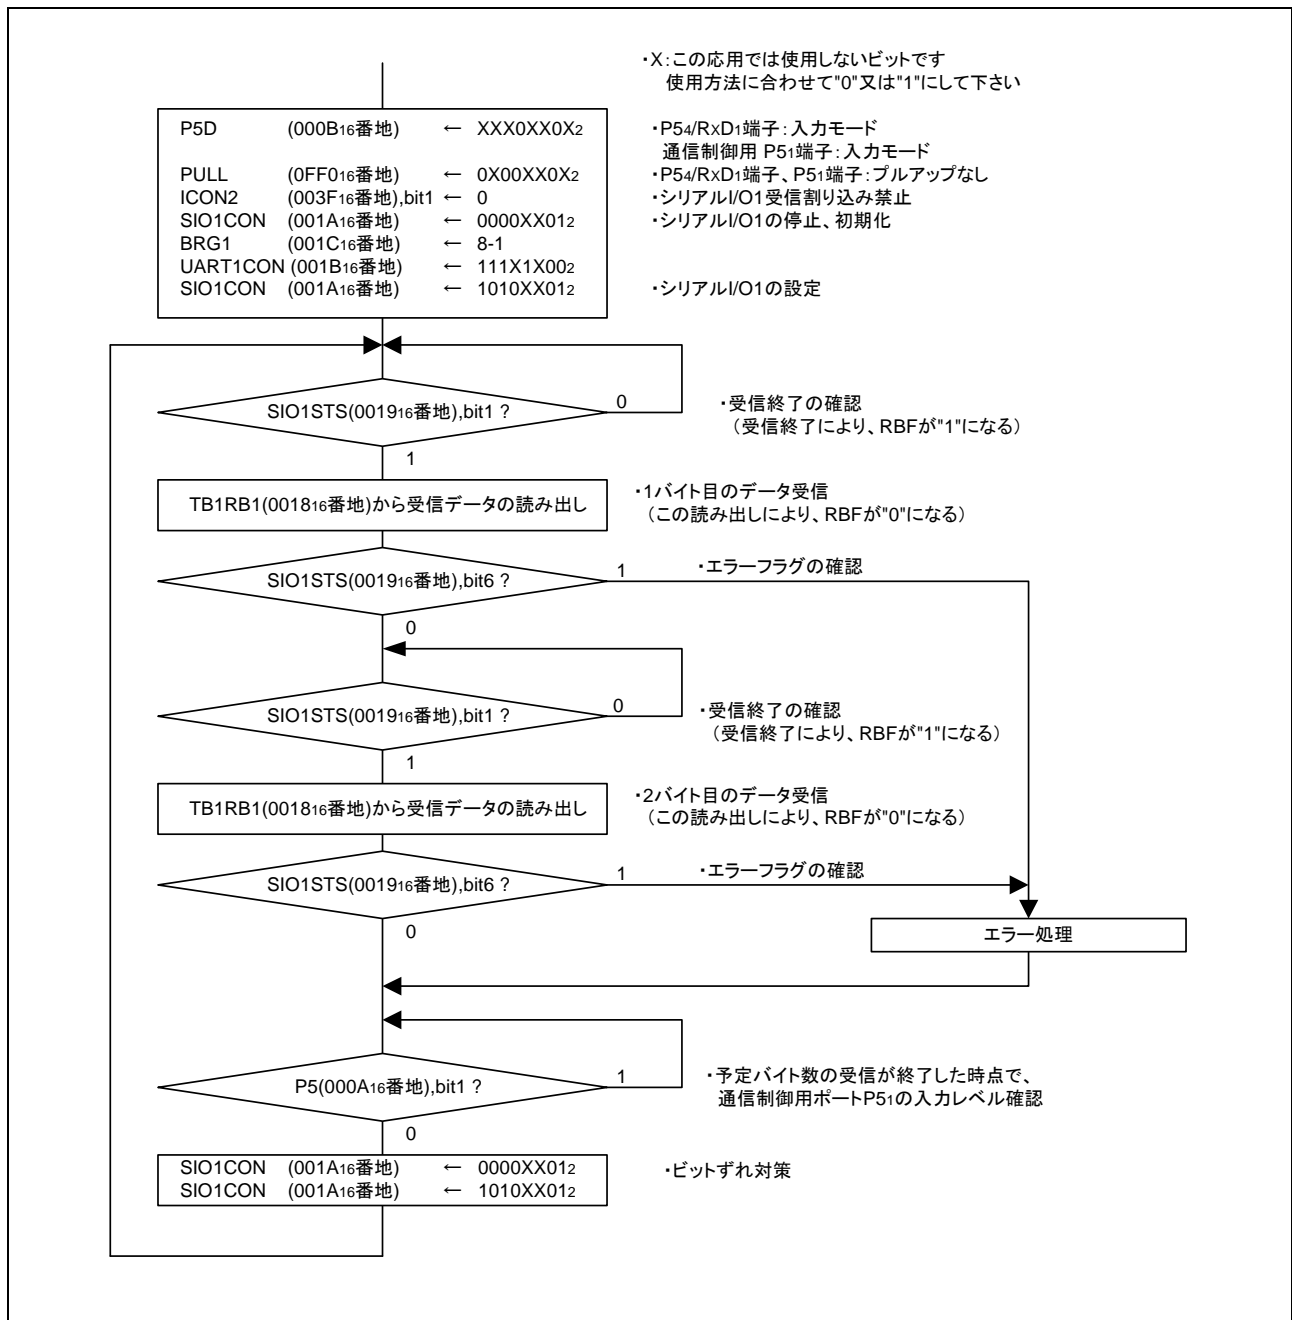 ・X:この応用では使用しないビットです
使用方法に合わせて"0"又は"1"にして下さい
P5D (000B16番地) ← XXX0XX0X2 ・P54/RXD1端子:入力モード
通信制御用 P51端子:入力モード
PULL (0FF016番地) ← 0X00XX0X2 ・P54/RXD1端子、P51端子:プルアップなし
ICON2 (003F16番地),bit1 ← 0 ・シリアルI/O1受信割り込み禁止
SIO1CON (001A16番地) ← 0000XX012 ・シリアルI/O1の停止、初期化
BRG1 (001C16番地) ← 8-1
UART1CON (001B16番地) ← 111X1X002
SIO1CON (001A16番地) ← 1010XX012 ・シリアルI/O1の設定
SIO1STS(001916番地),bit1 ? 0 ・受信終了の確認
(受信終了により、RBFが"1"になる)
1
TB1RB1(001816番地)から受信データの読み出し ・1バイト目のデータ受信
(この読み出しにより、RBFが"0"になる)
SIO1STS(001916番地),bit6 ? 1 ・エラーフラグの確認
0
SIO1STS(001916番地),bit1 ? 0 ・受信終了の確認
(受信終了により、RBFが"1"になる)
1
TB1RB1(001816番地)から受信データの読み出し ・2バイト目のデータ受信
(この読み出しにより、RBFが"0"になる)
SIO1STS(001916番地),bit6 ? 1 ・エラーフラグの確認
0
エラー処理
P5(000A16番地),bit1 ? 1 ・予定バイト数の受信が終了した時点で、
通信制御用ポートP51の入力レベル確認
0
SIO1CON (001A16番地) ← 0000XX012 ・ビットずれ対策
SIO1CON (001A16番地) ← 1010XX012